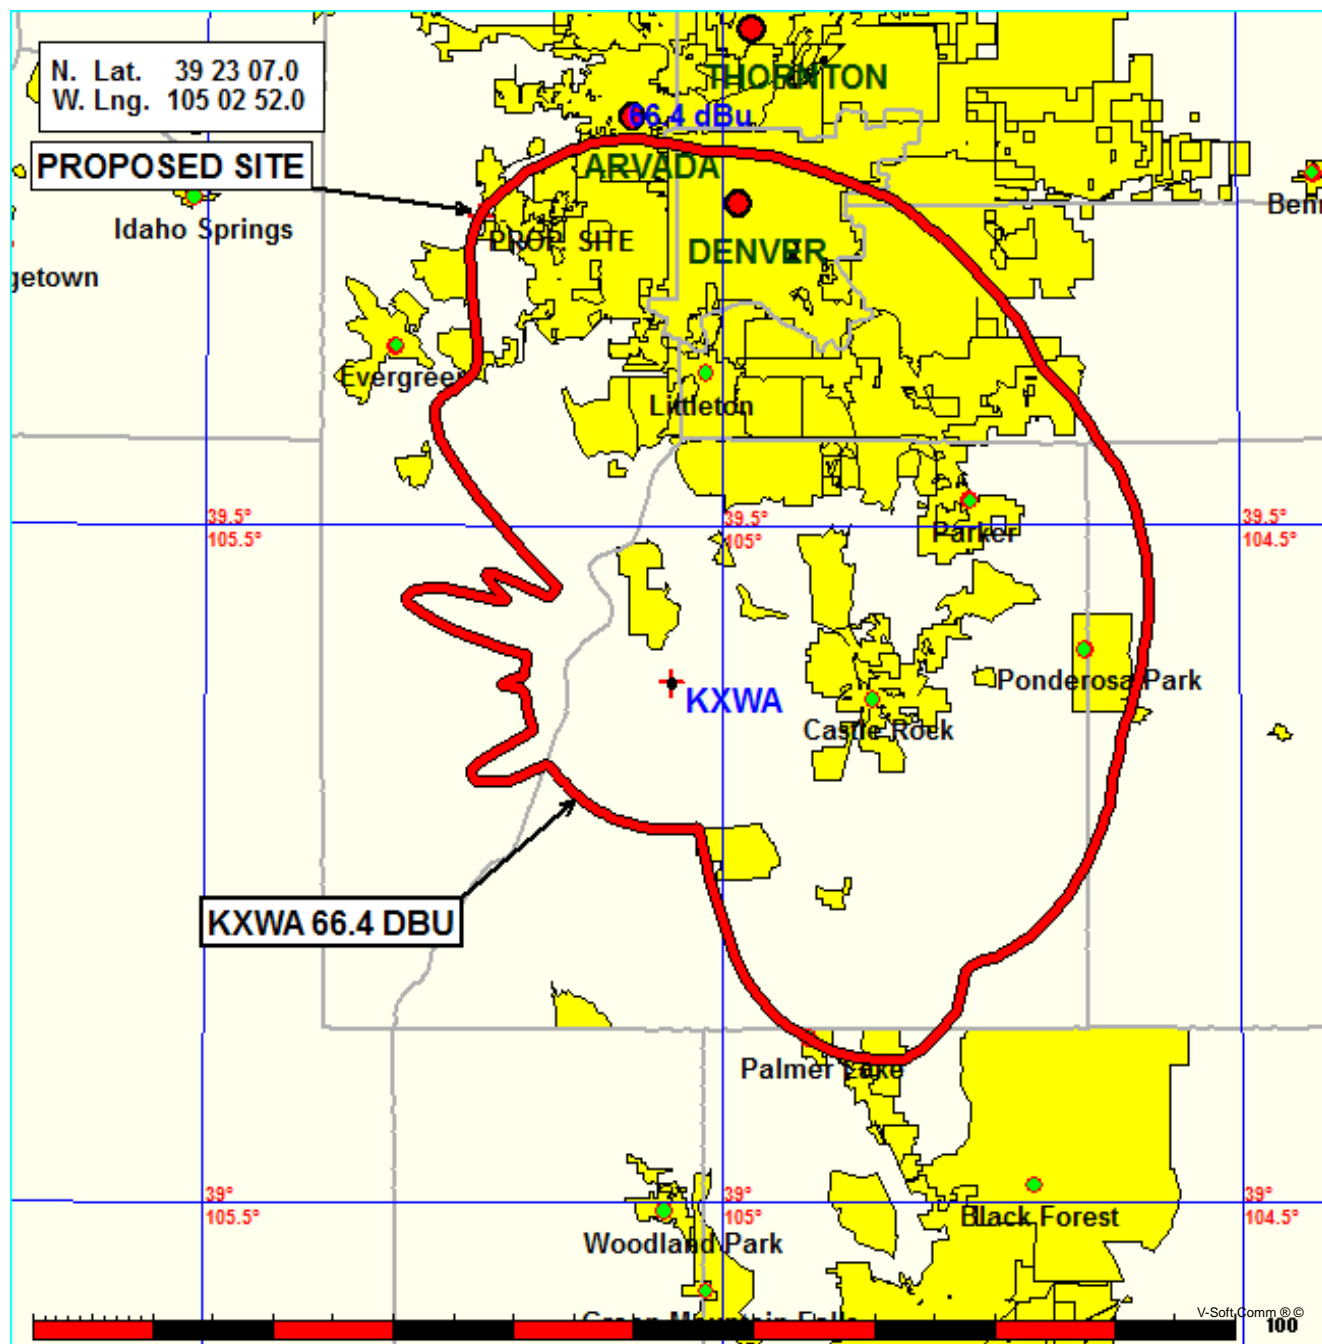 N. Lat. 39 23 07.0
W. Lng. 105 02 52.0
THORNTON
66.4 dBu
PROPOSED SITE
ARVADA
Idaho Springs
PROP. SITE
DENVER
getown
Evergreen
Littleton
39.5°
105.5°
39.5°
105°
39.5°
104.5°
Parker
Ponderosa Park
KXWA
Castle Rock
KXWA 66.4 DBU
Palmer Lake
39°
105.5°
39°
105°
39°
104.5°
Black Forest
Woodland Park
Green Mountain Falls
V-Soft Comm ® ©
100